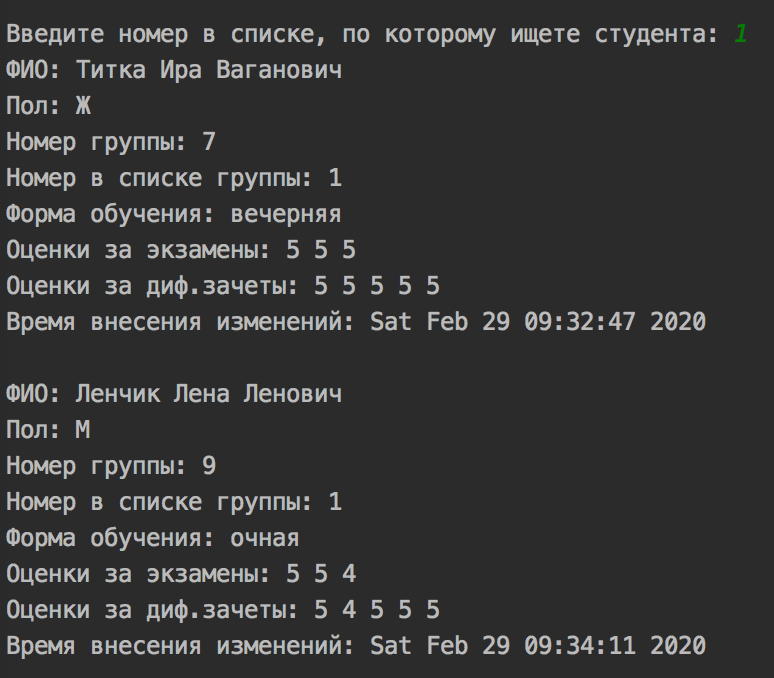 Введите номер в списке, по которому ищете студента: 1
ФИО: Титка Ира Ваганович
Пол: Ж
Номер группы: 7
Номер в списке группы: 1
Форма обучения: вечерняя
Оценки за экзамены: 5 5 5
Оценки за диф.зачеты: 5 5 5 5 5
Время внесения изменений: Sat Feb 29 09:32:47 2020
ФИО: Ленчик Лена Ленович
Пол: М
Номер группы: 9
Номер в списке группы: 1
Форма обучения: очная
Оценки за экзамены: 5 5 4
Оценки за диф.зачеты: 5 4 5 5 5
Время внесения изменений: Sat Feb 29 09:34:11 2020